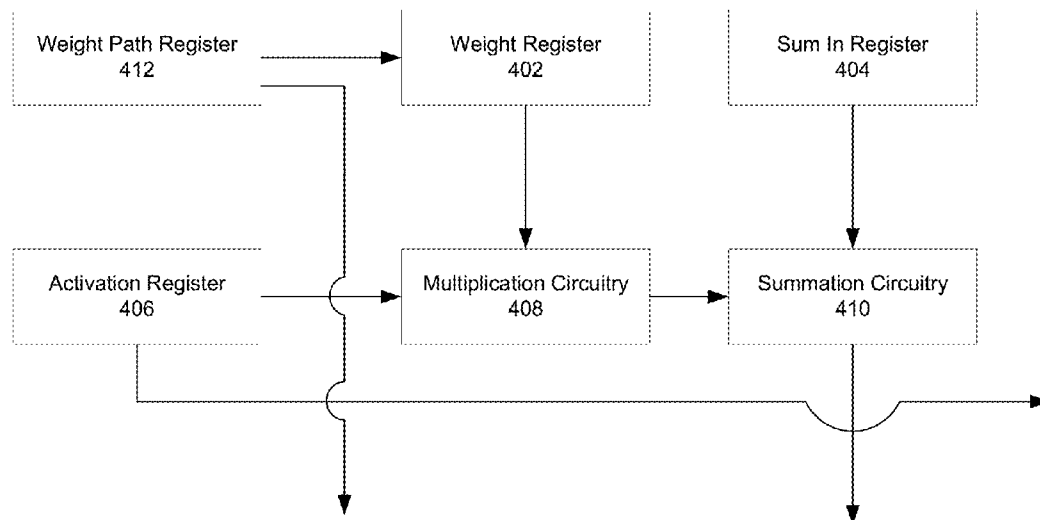 Weight Path Register
412
Weight Register
402
Sum In Register
404
Activation Register
406
Multiplication Circuitry
408
Summation Circuitry
410